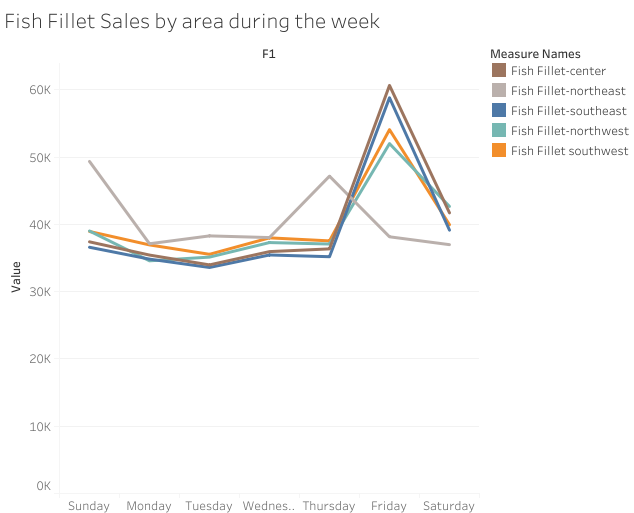 Fish Fillet Sales by area during the week
F1
Measure Names
Fish Fillet-center
Fish Fillet-northeast
Fish Fillet-southeast
Fish Fillet-northwest
Fish Fillet southwest
60K
50K
40K
30K
20K
10K
0K
Value
Sunday Monday Tuesday Wednes.. Thursday Friday Saturday